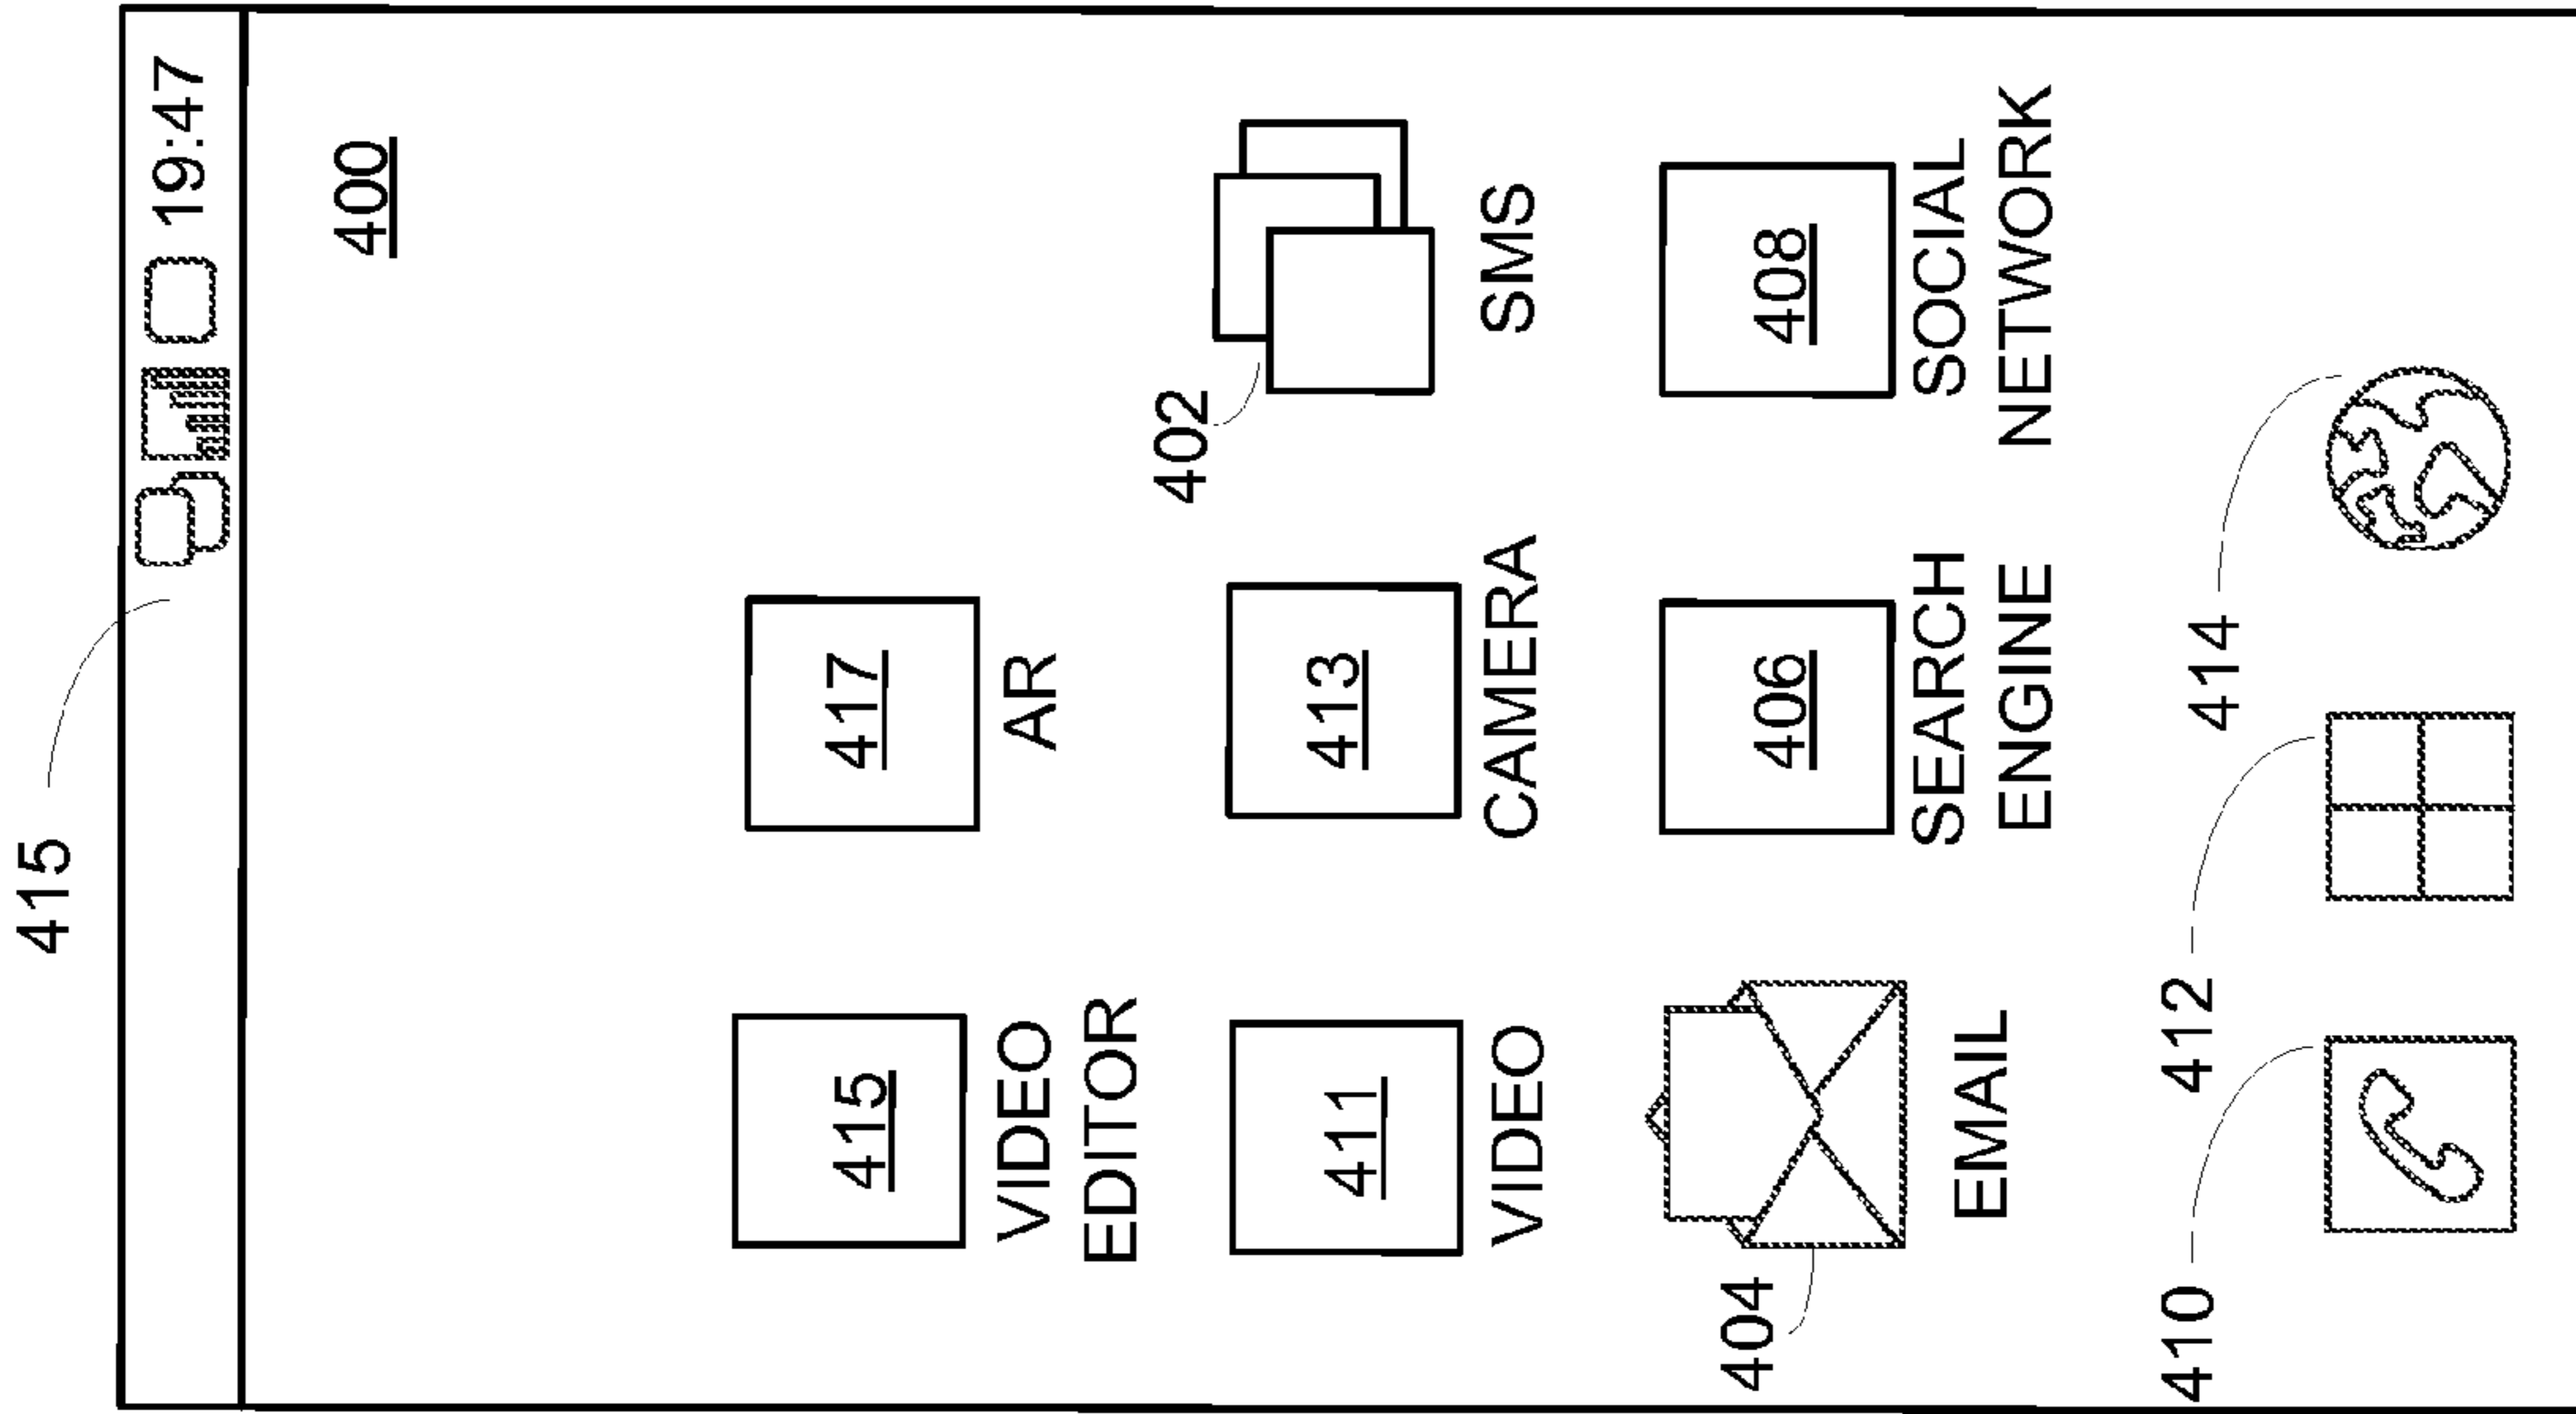 415
19:47
400
415
417
VIDEO
EDITOR
AR
402
411
413
VIDEO
CAMERA
SMS
404
406
408
EMAIL
SEARCH
ENGINE
SOCIAL
NETWORK
410
412
414